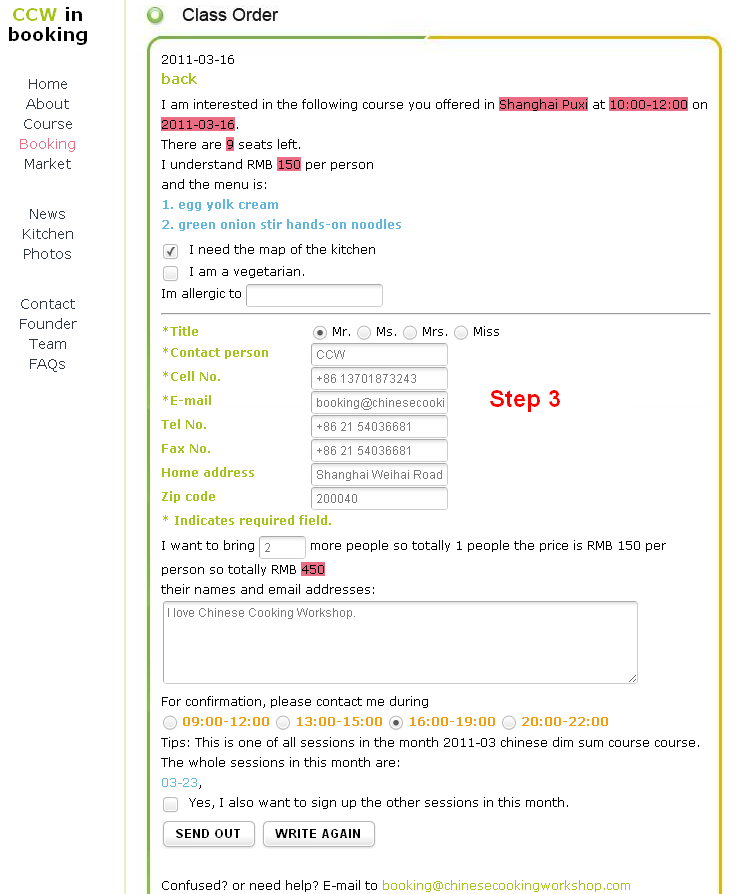 CCW in
booking
Home
About
Course
Booking
Market
News
Kitchen
Photos
Contact
Founder
Team
FAQs
Class Order
2011-03-16
back
I am interested in the following course you offered in Shanghai Puxi at 10:00-12:00 on
2011-03-16.
There are 9 seats left.
I understand RMB 150 per person
and the menu is:
1. egg yolk cream
2. green onion stir hands-on noodles
I need the map of the kitchen
I am a vegetarian.
Im allergic to
*Title Mr. Ms. Mrs. Miss
*Contact person CCW
*Cell No. +86 13701873243
*E-mail booking@chinesecooki
Step 3
Tel No. +86 21 54036681
Fax No. +86 21 54036681
Home address Shanghai Weihai Road
Zip code 200040
* Indicates required field.
I want to bring 2 more people so totally 1 people the price is RMB 150 per
person so totally RMB 450
their names and email addresses:
I love Chinese Cooking Workshop.
For confirmation, please contact me during
09:00-12:00 13:00-15:00 16:00-19:00 20:00-22:00
Tips: This is one of all sessions in the month 2011-03 chinese dim sum course course.
The whole sessions in this month are:
03-23,
Yes, I also want to sign up the other sessions in this month.
SEND OUT WRITE AGAIN
Confused? or need help? E-mail to booking@chinesecookingworkshop.com